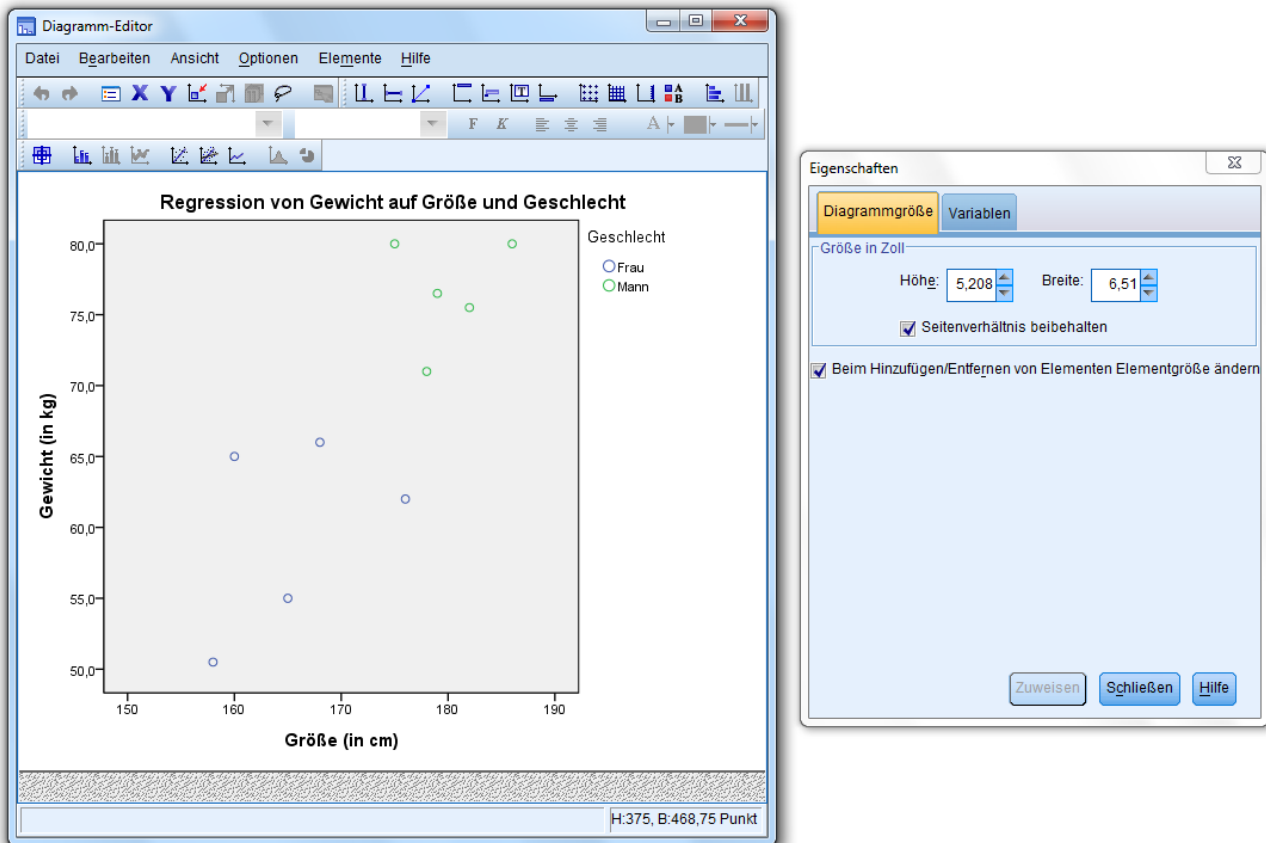 Diagramm-Editor
Datei Bearbeiten Ansicht Optionen Elemente Hilfe
F K A
Regression von Gewicht auf Größe und Geschlecht
Geschlecht
Frau
Mann
80,0
75,0
70,0
65,0
60,0
55,0
50,0
Gewicht (in kg)
150 160 170 180 190
Größe (in cm)
H:375, B:468,75 Punkt
Eigenschaften
Diagrammgröße Variablen
Größe in Zoll
Höhe: 5,208 Breite: 6,51
Seitenverhältnis beibehalten
Beim Hinzufügen/Entfernen von Elementen Elementgröße ändern
Zuweisen Schließen Hilfe